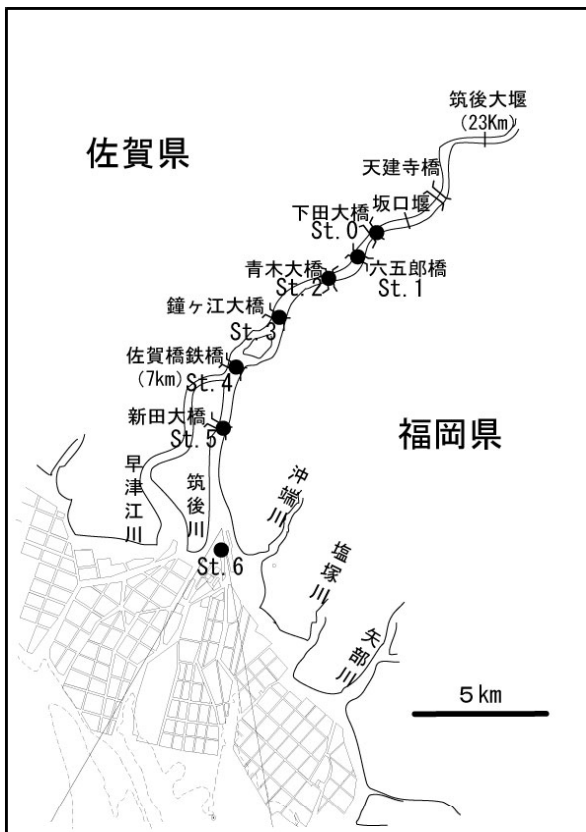 筑後大堰
(23Km)
佐賀県
天建寺橋
坂口堰
下田大橋
St.0
六五郎橋
St.1
青木大橋
St.2
鐘ヶ江大橋
St.3
佐賀橋鉄橋
(7km)
St.4
新田大橋
St.5
福岡県
早津江川
筑後川
沖端川
St.6
塩塚川
矢部川
5km